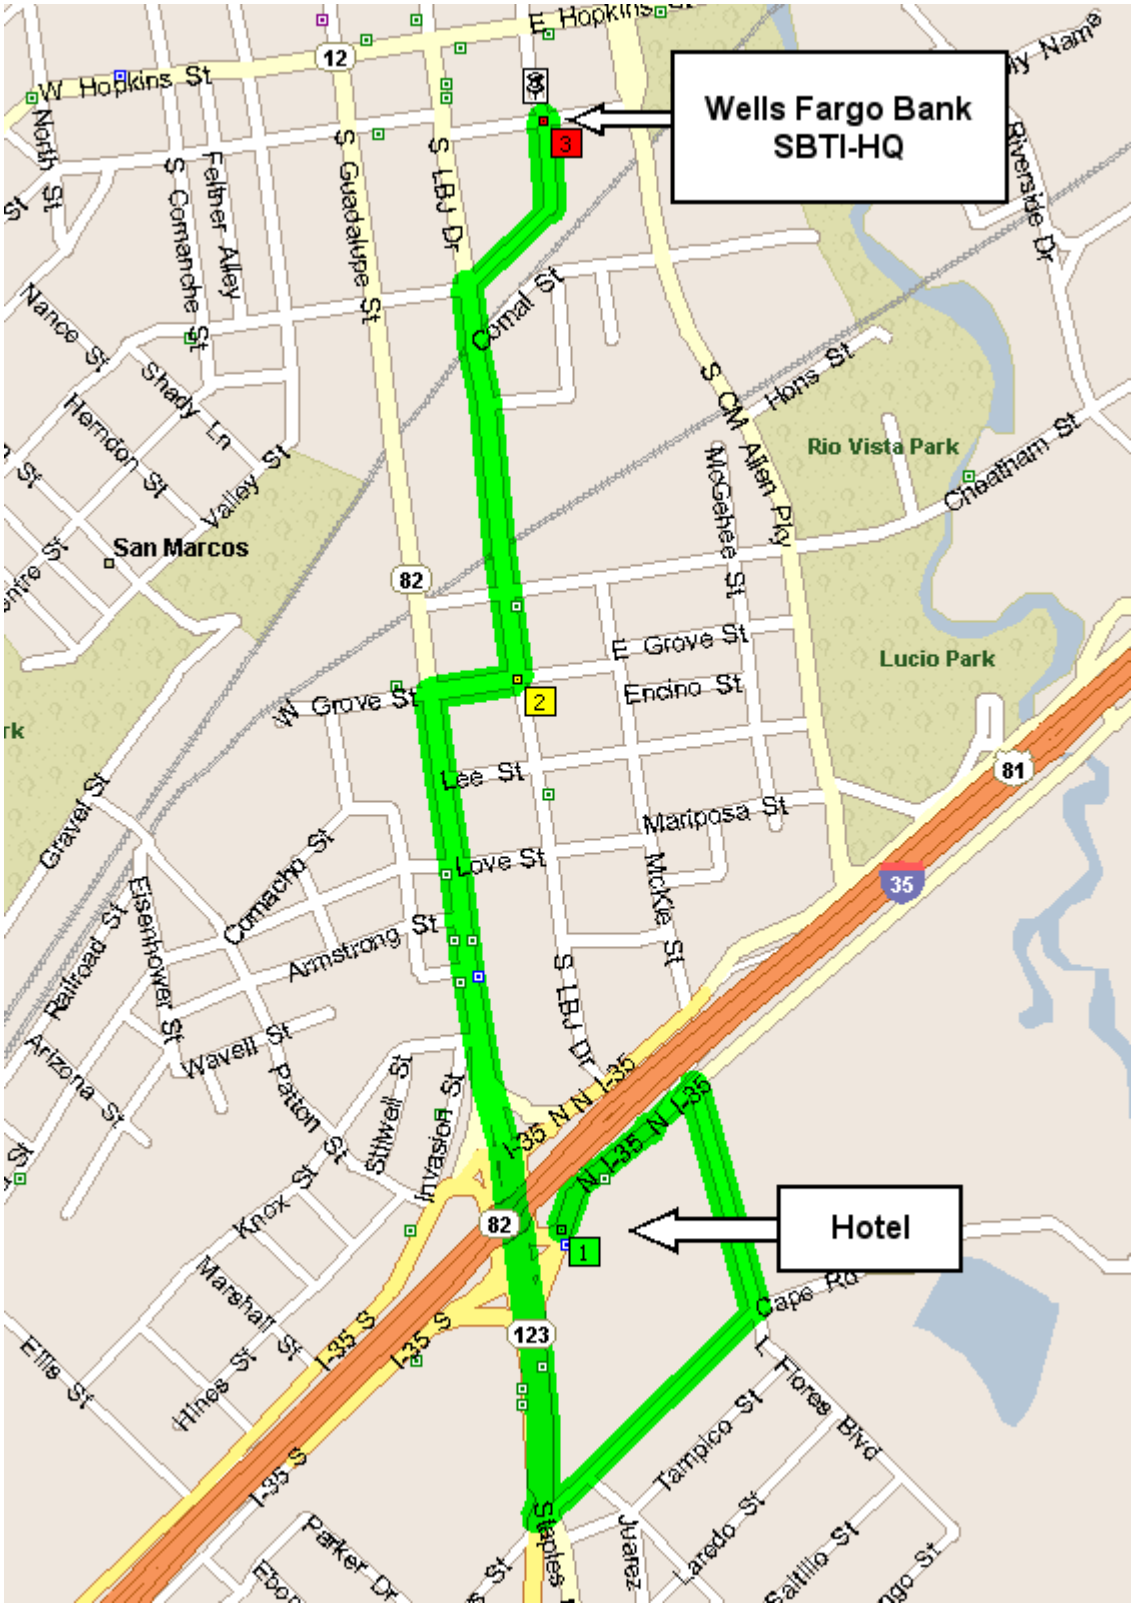 E Hopkins St
12
W Hopkins St
Wells Fargo Bank
SBTI-HQ
3
North St
S Comanche St
Feltner Alley
S Guadalupe St
S LBJ Dr
Riverside Dr
Nance St
Comal St
Shady Ln
Herndon St
Valley St
S CM Allen Pky
Hons St
Rio Vista Park
Cheatham St
McGehee St
San Marcos
82
E Grove St
Lucio Park
Encino St
W Grove St
2
Lee St
81
Gravel St
Mariposa St
Comacho St
Love St
McKie St
35
Eisenhower St
Armstrong St
Railroad St
S LBJ Dr
Wavell St
Arizona St
Patton St
Stilwell St
Invasion St
I-35 N
N I-35
N I-35
N I-35
Knox St
82
1
Hotel
Cape Rd
Marshall St
123
I-35 S
I-35 S
Ellis St
Hines St
L Flores Blvd
Tampico St
I-35 S
Staples
Juarez
Laredo St
Saltillo St
Parker Dr